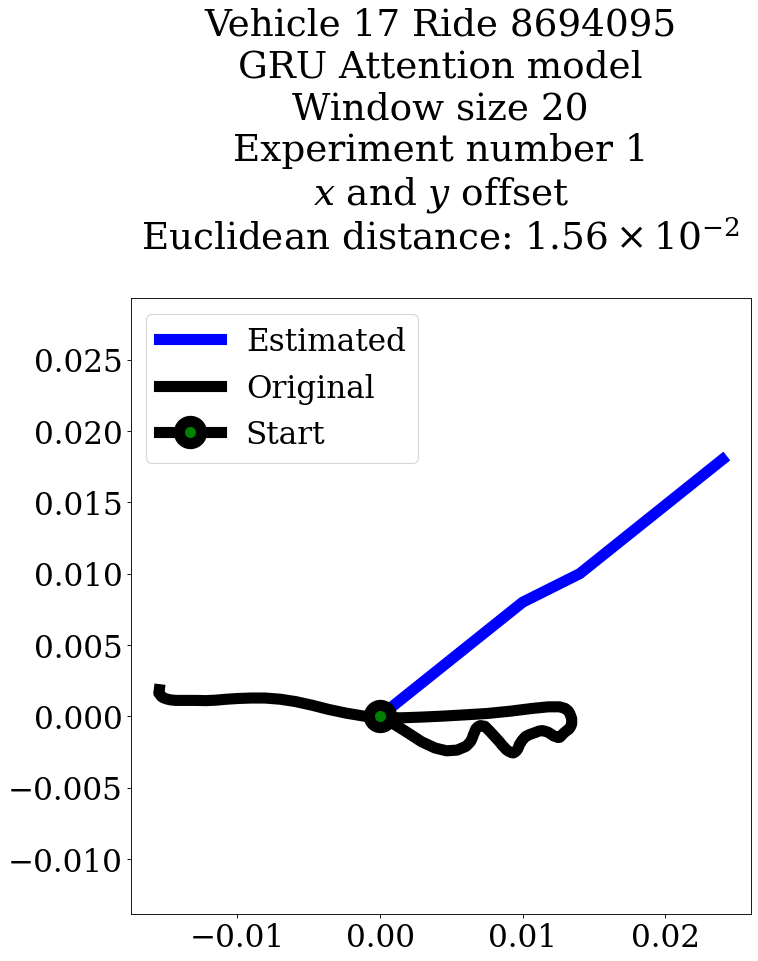 Vehicle 17 Ride 8694095
GRU Attention model
Window size 20
Experiment number 1
x and y offset
Euclidean distance: 1.56 × 10⁻²
Estimated
Original
Start
0.025
0.020
0.015
0.010
0.005
0.000
−0.005
−0.010
−0.01 0.00 0.01 0.02